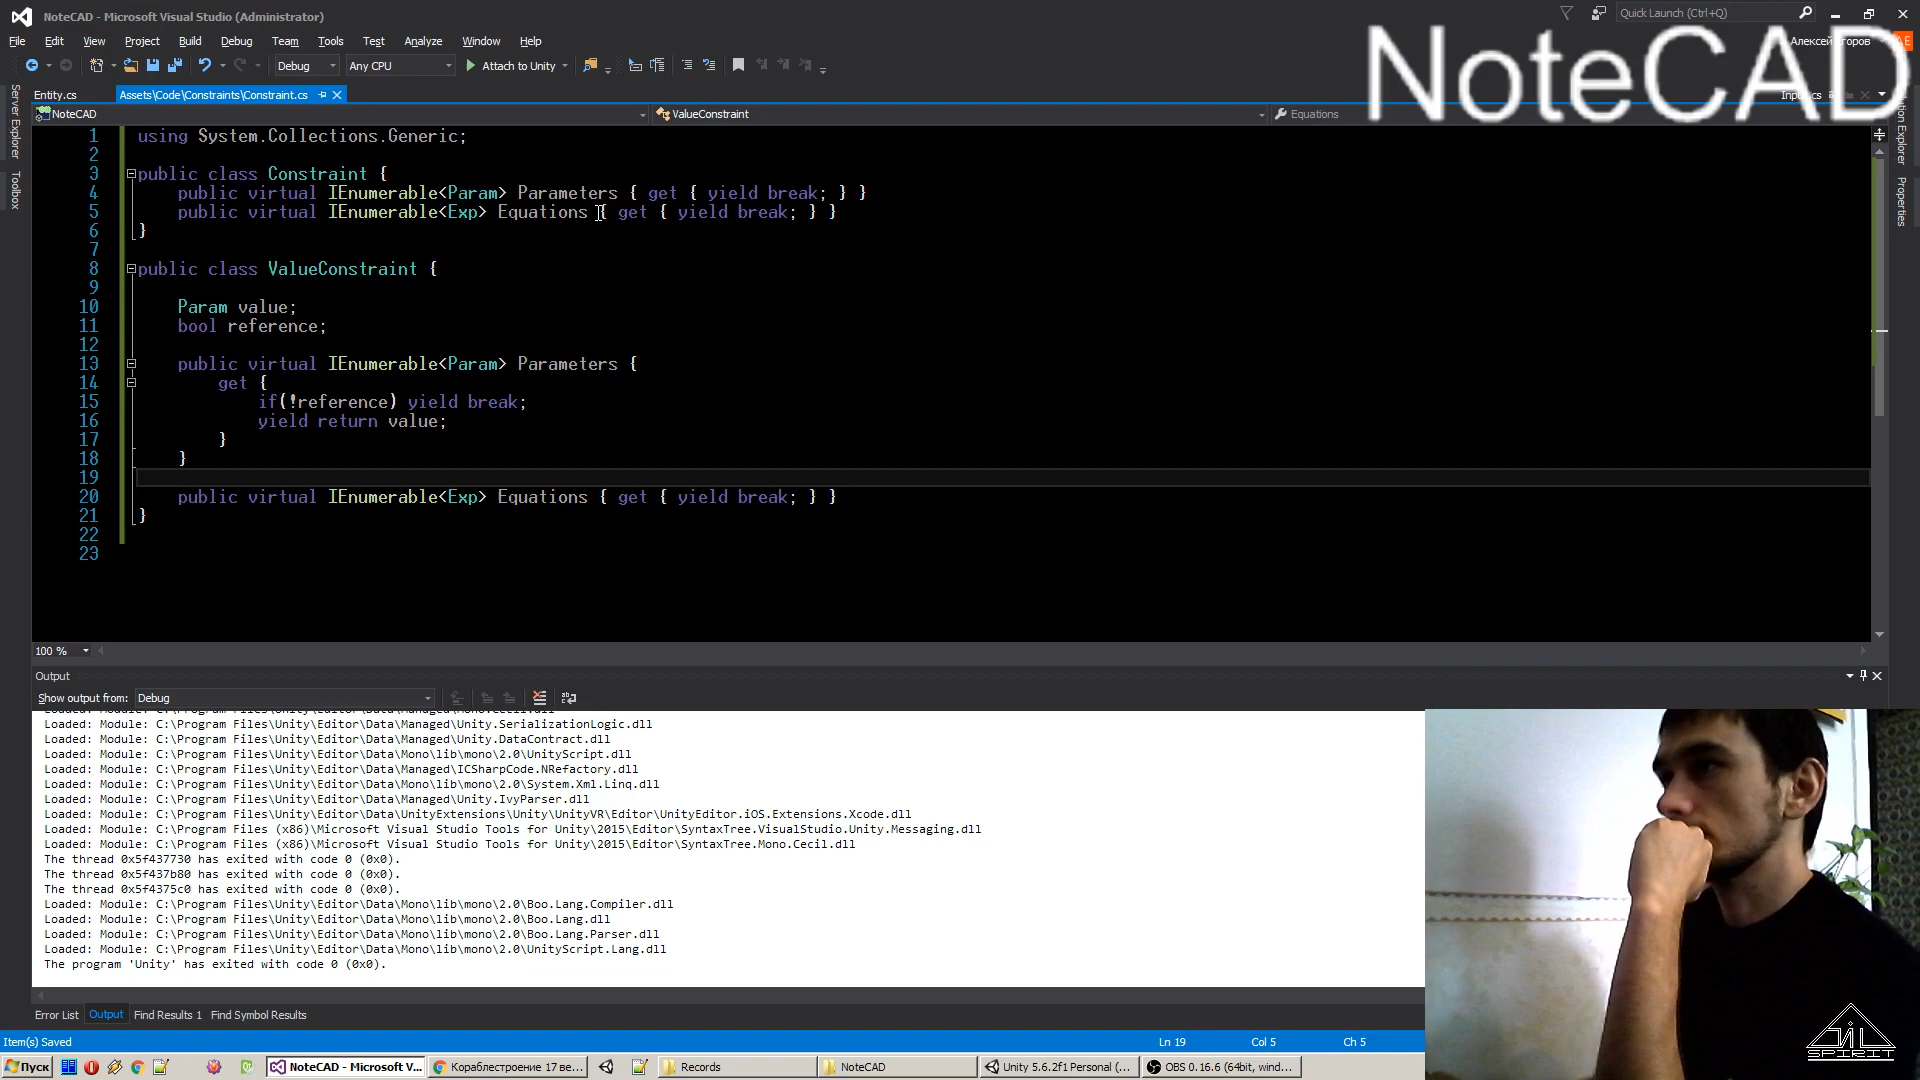 NoteCAD - Microsoft Visual Studio (Administrator)
Quick Launch (Ctrl+Q)
File Edit View Project Build Debug Team Tools Test Analyze Window Help
Debug Any CPU Attach to Unity
NoteCAD
Entity.cs Assets\Code\Constraints\Constraint.cs
NoteCAD ValueConstraint Equations
Server Explorer
Toolbox
Properties
1 using System.Collections.Generic;
2
3 public class Constraint {
4 public virtual IEnumerable<Param> Parameters { get { yield break; } }
5 public virtual IEnumerable<Exp> Equations { get { yield break; } }
6 }
7
8 public class ValueConstraint {
9
10 Param value;
11 bool reference;
12
13 public virtual IEnumerable<Param> Parameters {
14 get {
15 if(!reference) yield break;
16 yield return value;
17 }
18 }
19
20 public virtual IEnumerable<Exp> Equations { get { yield break; } }
21 }
22
23
100 %
Output
Show output from: Debug
Loaded: Module: C:\Program Files\Unity\Editor\Data\Managed\Unity.SerializationLogic.dll
Loaded: Module: C:\Program Files\Unity\Editor\Data\Managed\Unity.DataContract.dll
Loaded: Module: C:\Program Files\Unity\Editor\Data\Mono\lib\mono\2.0\UnityScript.dll
Loaded: Module: C:\Program Files\Unity\Editor\Data\Managed\ICSharpCode.NRefactory.dll
Loaded: Module: C:\Program Files\Unity\Editor\Data\Mono\lib\mono\2.0\System.Xml.Linq.dll
Loaded: Module: C:\Program Files\Unity\Editor\Data\Managed\Unity.IvyParser.dll
Loaded: Module: C:\Program Files\Unity\Editor\Data\UnityExtensions\Unity\UnityVR\Editor\UnityEditor.iOS.Extensions.Xcode.dll
Loaded: Module: C:\Program Files (x86)\Microsoft Visual Studio Tools for Unity\2015\Editor\SyntaxTree.VisualStudio.Unity.Messaging.dll
Loaded: Module: C:\Program Files (x86)\Microsoft Visual Studio Tools for Unity\2015\Editor\SyntaxTree.Mono.Cecil.dll
The thread 0x5f437730 has exited with code 0 (0x0).
The thread 0x5f437b80 has exited with code 0 (0x0).
The thread 0x5f4375c0 has exited with code 0 (0x0).
Loaded: Module: C:\Program Files\Unity\Editor\Data\Mono\lib\mono\2.0\Boo.Lang.Compiler.dll
Loaded: Module: C:\Program Files\Unity\Editor\Data\Mono\lib\mono\2.0\Boo.Lang.dll
Loaded: Module: C:\Program Files\Unity\Editor\Data\Mono\lib\mono\2.0\Boo.Lang.Parser.dll
Loaded: Module: C:\Program Files\Unity\Editor\Data\Mono\lib\mono\2.0\UnityScript.Lang.dll
The program 'Unity' has exited with code 0 (0x0).
Error List Output Find Results 1 Find Symbol Results
Item(s) Saved Ln 19 Col 5 Ch 5
SPIRIT
Пуск NoteCAD - Microsoft V... Кораблестроение 17 ве... Records NoteCAD Unity 5.6.2f1 Personal (... OBS 0.16.6 (64bit, wind...